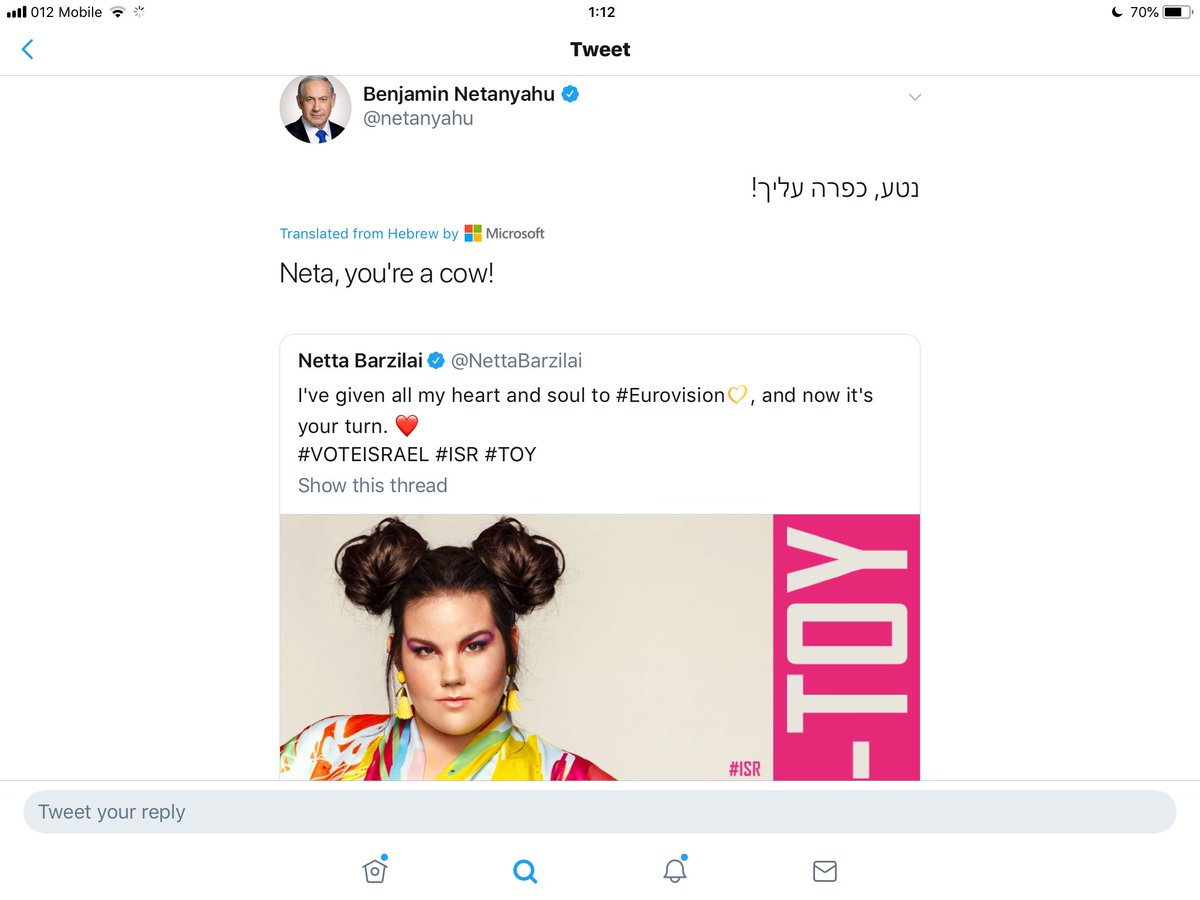 012 Mobile 1:12 70%
Tweet
Benjamin Netanyahu
@netanyahu
נטע, כפרה עליך!
Translated from Hebrew by Microsoft
Neta, you're a cow!
Netta Barzilai @NettaBarzilai
I've given all my heart and soul to #Eurovision💛, and now it's
your turn. ❤️
#VOTEISRAEL #ISR #TOY
Show this thread
TOY
#ISR
Tweet your reply